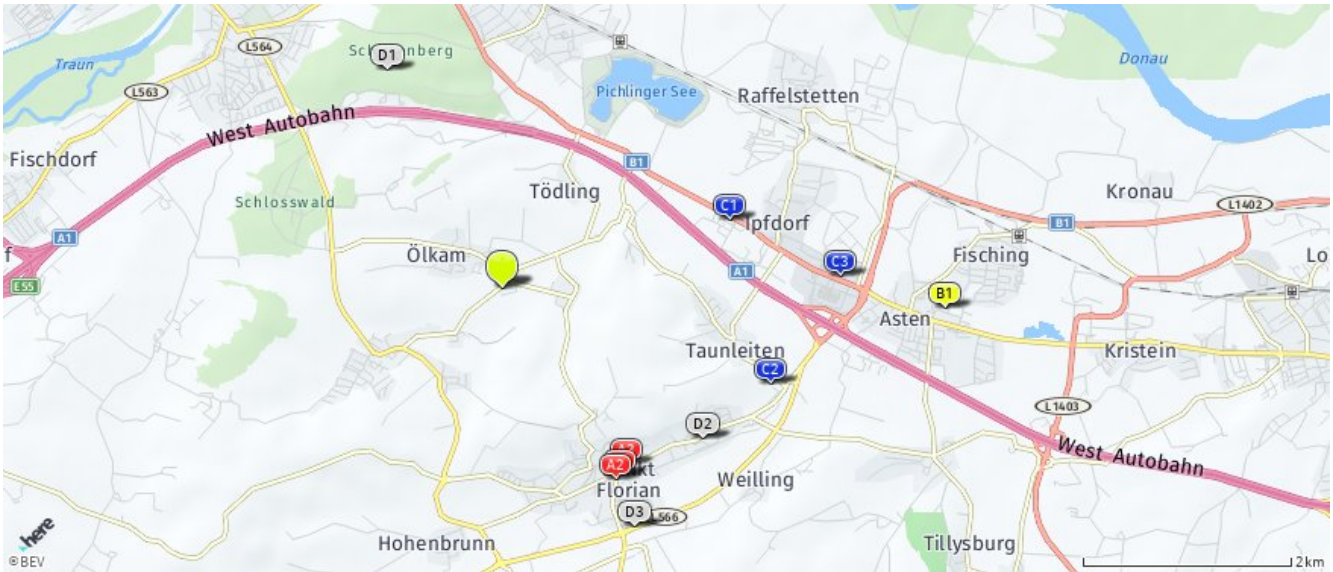 L564
Traun
D1
Pichlinger See
Donau
L563
Raffelstetten
West Autobahn
Fischdorf
B1
Tödling
Kronau
Schlosswald
C1
L1402
Ipfdorf
B1
A1
Ölkam
Fisching
Lo
f
C3
A1
E55
B1
Asten
Taunleiten
Kristein
C2
L1403
D2
West Autobahn
A2
Florian
Weilling
D3
L566
Hohenbrunn
Tillysburg
here
©BEV
2km